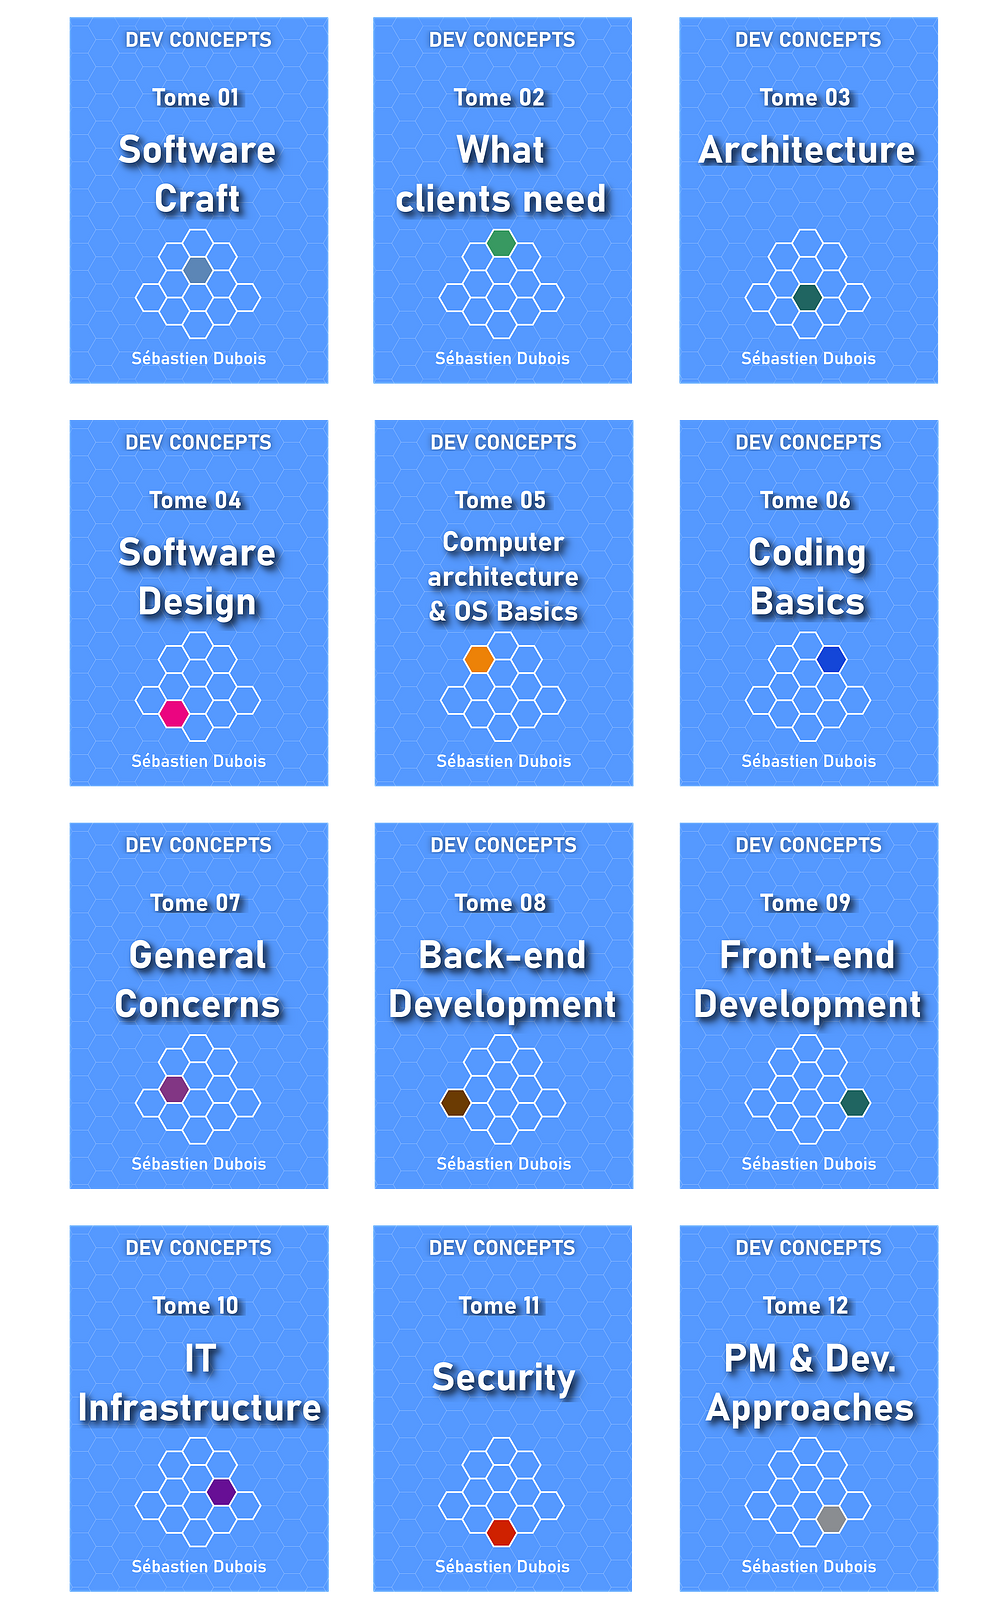 DEV CONCEPTS
Tome 01
Software
Craft
Sébastien Dubois
DEV CONCEPTS
Tome 02
What
clients need
Sébastien Dubois
DEV CONCEPTS
Tome 03
Architecture
Sébastien Dubois
DEV CONCEPTS
Tome 04
Software
Design
Sébastien Dubois
DEV CONCEPTS
Tome 05
Computer
architecture
& OS Basics
Sébastien Dubois
DEV CONCEPTS
Tome 06
Coding
Basics
Sébastien Dubois
DEV CONCEPTS
Tome 07
General
Concerns
Sébastien Dubois
DEV CONCEPTS
Tome 08
Back-end
Development
Sébastien Dubois
DEV CONCEPTS
Tome 09
Front-end
Development
Sébastien Dubois
DEV CONCEPTS
Tome 10
IT
Infrastructure
Sébastien Dubois
DEV CONCEPTS
Tome 11
Security
Sébastien Dubois
DEV CONCEPTS
Tome 12
PM & Dev.
Approaches
Sébastien Dubois